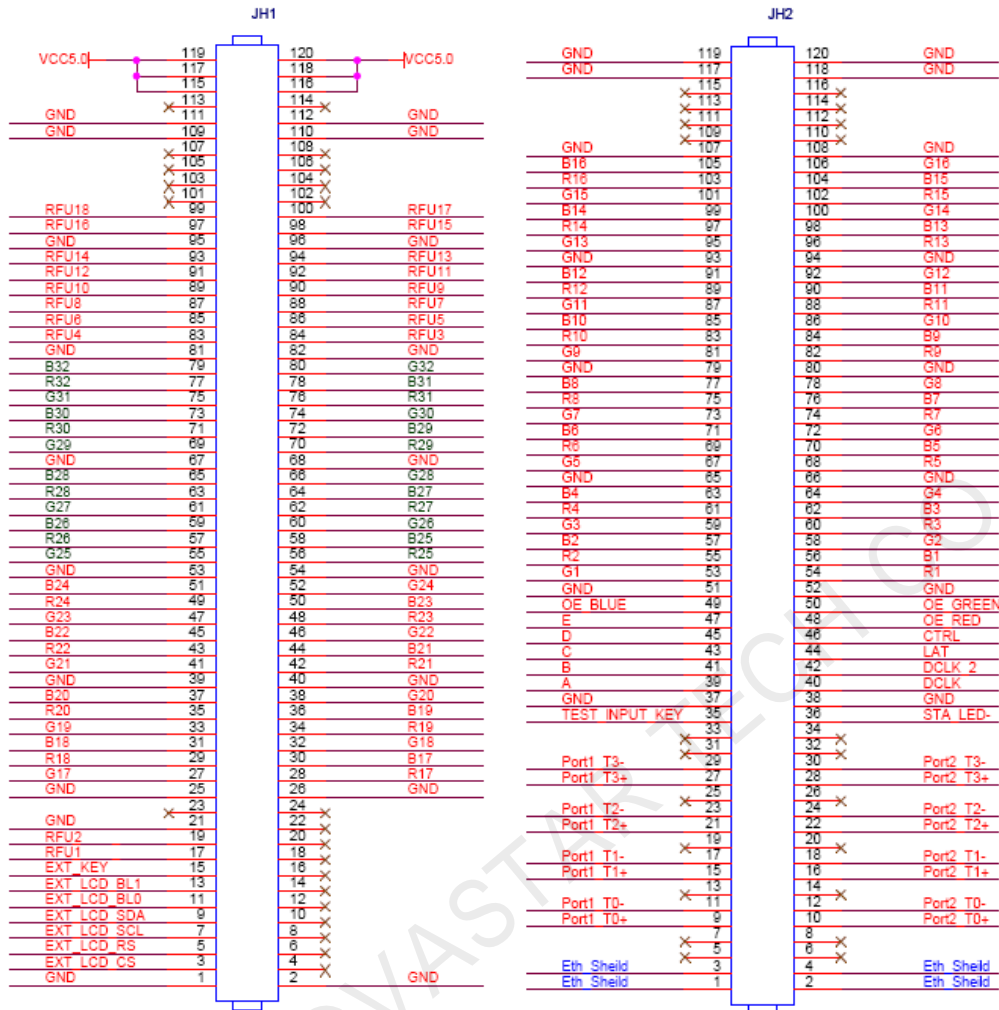 JH1
VCC5.0 119 120 VCC5.0
117 118
115 116
113 114
GND 111 112 GND
GND 109 110 GND
107 108
105 106
103 104
101 102
RFU18 99 100 RFU17
RFU16 97 98 RFU15
GND 95 96 GND
RFU14 93 94 RFU13
RFU12 91 92 RFU11
RFU10 89 90 RFU9
RFU8 87 88 RFU7
RFU6 85 86 RFU5
RFU4 83 84 RFU3
GND 81 82 GND
B32 79 80 G32
R32 77 78 B31
G31 75 76 R31
B30 73 74 G30
R30 71 72 B29
G29 69 70 R29
GND 67 68 GND
B28 65 66 G28
R28 63 64 B27
G27 61 62 R27
B26 59 60 G26
R26 57 58 B25
G25 55 56 R25
GND 53 54 GND
B24 51 52 G24
R24 49 50 B23
G23 47 48 R23
B22 45 46 G22
R22 43 44 B21
G21 41 42 R21
GND 39 40 GND
B20 37 38 G20
R20 35 36 B19
G19 33 34 R19
B18 31 32 G18
R18 29 30 B17
G17 27 28 R17
GND 25 26 GND
23 24
GND 21 22
RFU2 19 20
RFU1 17 18
EXT_KEY 15 16
EXT_LCD_BL1 13 14
EXT_LCD_BL0 11 12
EXT_LCD_SDA 9 10
EXT_LCD_SCL 7 8
EXT_LCD_RS 5 6
EXT_LCD_CS 3 4
GND 1 2 GND
JH2
GND 119 120 GND
GND 117 118 GND
115 116
113 114
111 112
109 110
GND 107 108 GND
B16 105 106 G16
R16 103 104 B15
G15 101 102 R15
B14 99 100 G14
R14 97 98 B13
G13 95 96 R13
GND 93 94 GND
B12 91 92 G12
R12 89 90 B11
G11 87 88 R11
B10 85 86 G10
R10 83 84 B9
G9 81 82 R9
GND 79 80 GND
B8 77 78 G8
R8 75 76 B7
G7 73 74 R7
B6 71 72 G6
R6 69 70 B5
G5 67 68 R5
GND 65 66 GND
B4 63 64 G4
R4 61 62 B3
G3 59 60 R3
B2 57 58 G2
R2 55 56 B1
G1 53 54 R1
GND 51 52 GND
OE_BLUE 49 50 OE_GREEN
E 47 48 OE_RED
D 45 46 CTRL
C 43 44 LAT
B 41 42 DCLK_2
A 39 40 DCLK
GND 37 38 GND
TEST_INPUT_KEY 35 36 STA_LED-
33 34
31 32
Port1_T3- 29 30 Port2_T3-
Port1_T3+ 27 28 Port2_T3+
25 26
Port1_T2- 23 24 Port2_T2-
Port1_T2+ 21 22 Port2_T2+
19 20
Port1_T1- 17 18 Port2_T1-
Port1_T1+ 15 16 Port2_T1+
13 14
Port1_T0- 11 12 Port2_T0-
Port1_T0+ 9 10 Port2_T0+
7 8
5 6
Eth_Sheild 3 4 Eth_Sheild
Eth_Sheild 1 2 Eth_Sheild
OVASTAR TECH CO